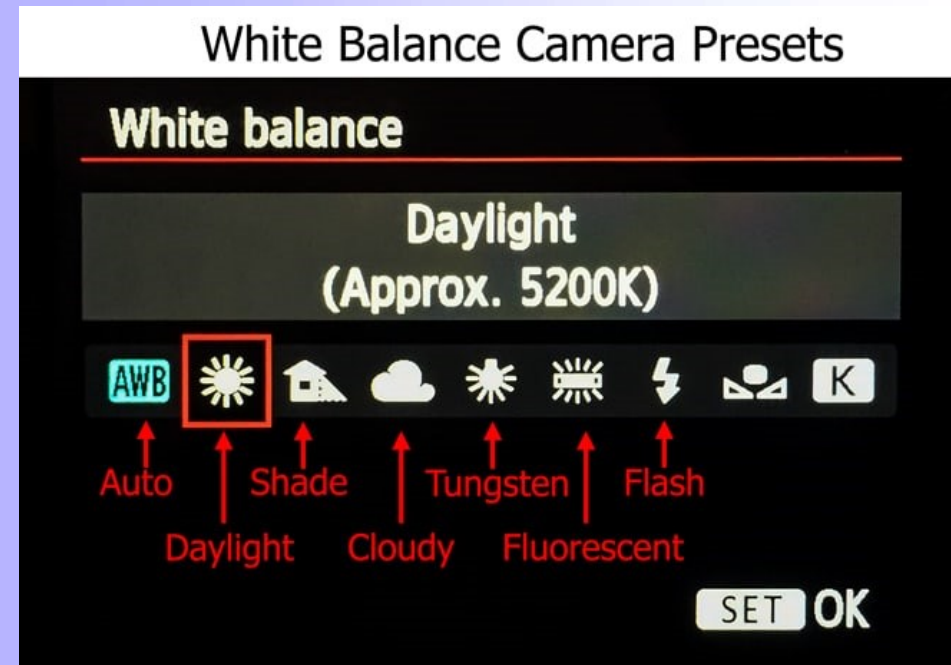 White Balance Camera Presets
White balance
Daylight
(Approx. 5200K)
AWB K
Auto Shade Tungsten Flash
Daylight Cloudy Fluorescent
SET OK